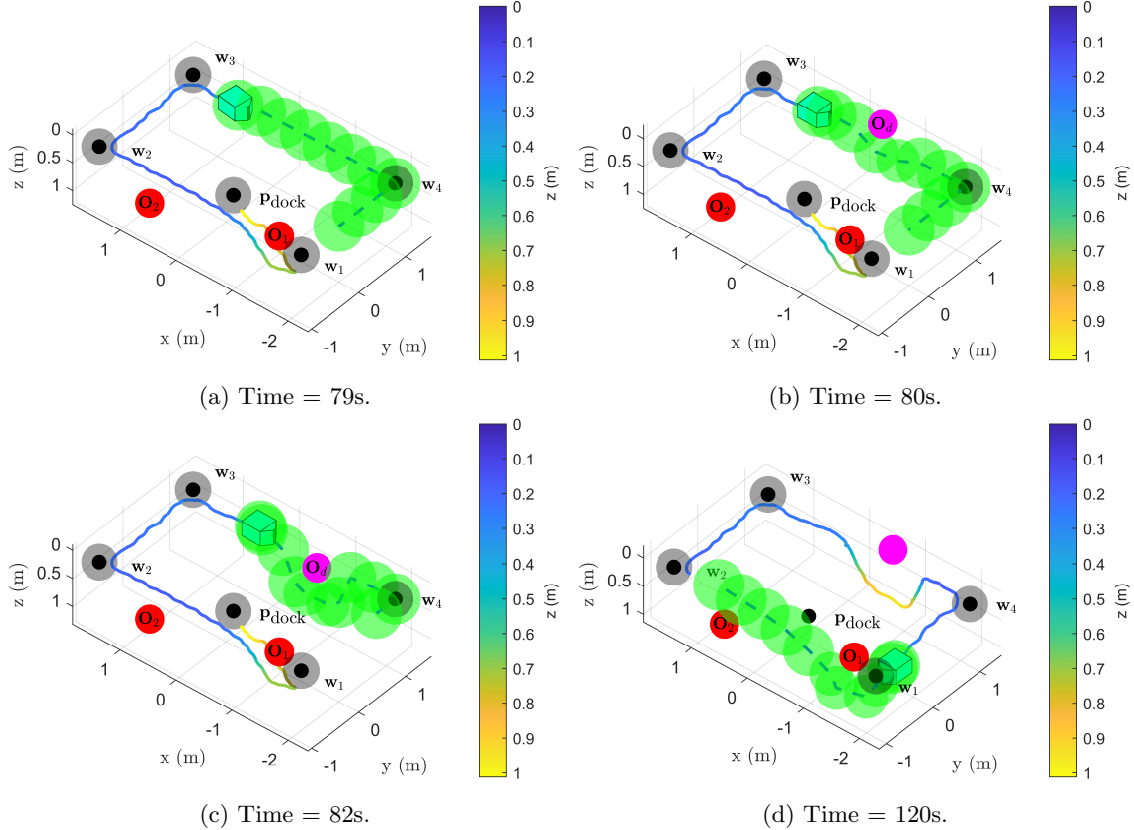 w₃
w₂
w₄
w₁
p_dock
O₁
O₂
0
0.5
1
z (m)
1
0
-1
-2
x (m)
-1
0
1
y (m)
0
0.1
0.2
0.3
0.4
0.5
0.6
0.7
0.8
0.9
1
z (m)
(a) Time = 79s.
w₃
O_d
w₂
w₄
w₁
p_dock
O₁
O₂
0
0.5
1
z (m)
1
0
-1
-2
x (m)
-1
0
1
y (m)
0
0.1
0.2
0.3
0.4
0.5
0.6
0.7
0.8
0.9
1
z (m)
(b) Time = 80s.
w₃
O_d
w₂
w₄
w₁
p_dock
O₁
O₂
0
0.5
1
z (m)
1
0
-1
-2
x (m)
-1
0
1
y (m)
0
0.1
0.2
0.3
0.4
0.5
0.6
0.7
0.8
0.9
1
z (m)
(c) Time = 82s.
w₃
w₂
w₄
w₁
p_dock
O₁
O₂
0
0.5
1
z (m)
1
0
-1
-2
x (m)
-1
0
1
y (m)
0
0.1
0.2
0.3
0.4
0.5
0.6
0.7
0.8
0.9
1
z (m)
(d) Time = 120s.